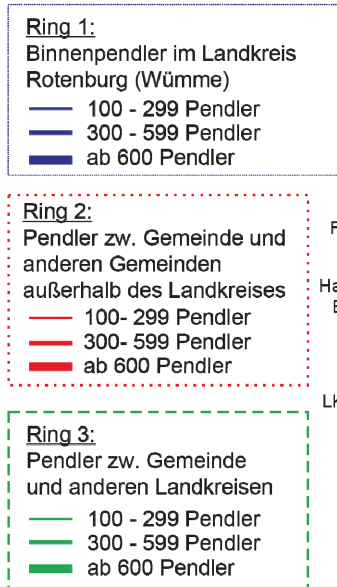 Ring 1:
Binnenpendler im Landkreis
Rotenburg (Wümme)
100 - 299 Pendler
300 - 599 Pendler
ab 600 Pendler
Ring 2:
Pendler zw. Gemeinde und
anderen Gemeinden
außerhalb des Landkreises
100- 299 Pendler
300- 599 Pendler
ab 600 Pendler
Ring 3:
Pendler zw. Gemeinde
und anderen Landkreisen
100 - 299 Pendler
300 - 599 Pendler
ab 600 Pendler